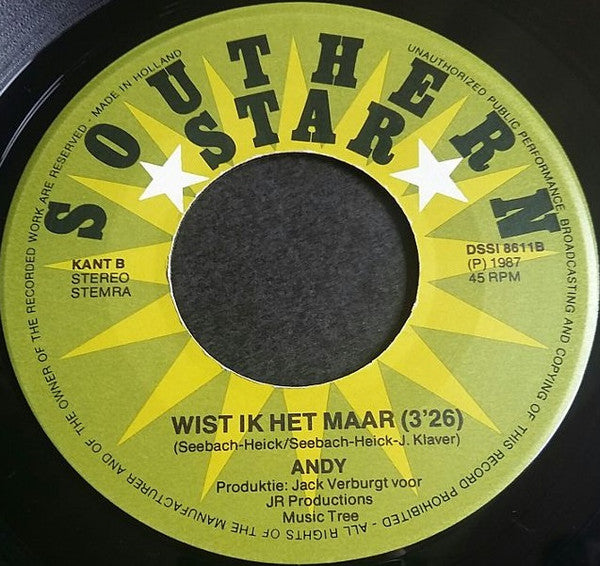 SOUTHERN
STAR
KANT B
STEREO
STEMRA
DSSI 8611B
(P) 1987
45 RPM
WIST IK HET MAAR (3'26)
(Seebach-Heick/Seebach-Heick-J. Klaver)
ANDY
Produktie: Jack Verburgt voor
JR Productions
Music Tree
UNAUTHORIZED PUBLIC PERFORMANCE, BROADCASTING AND COPYING OF THIS RECORD PROHIBITED - ALL RIGHTS OF THE MANUFACTURER AND OF THE OWNER OF THE RECORDED WORK ARE RESERVED - MADE IN HOLLAND